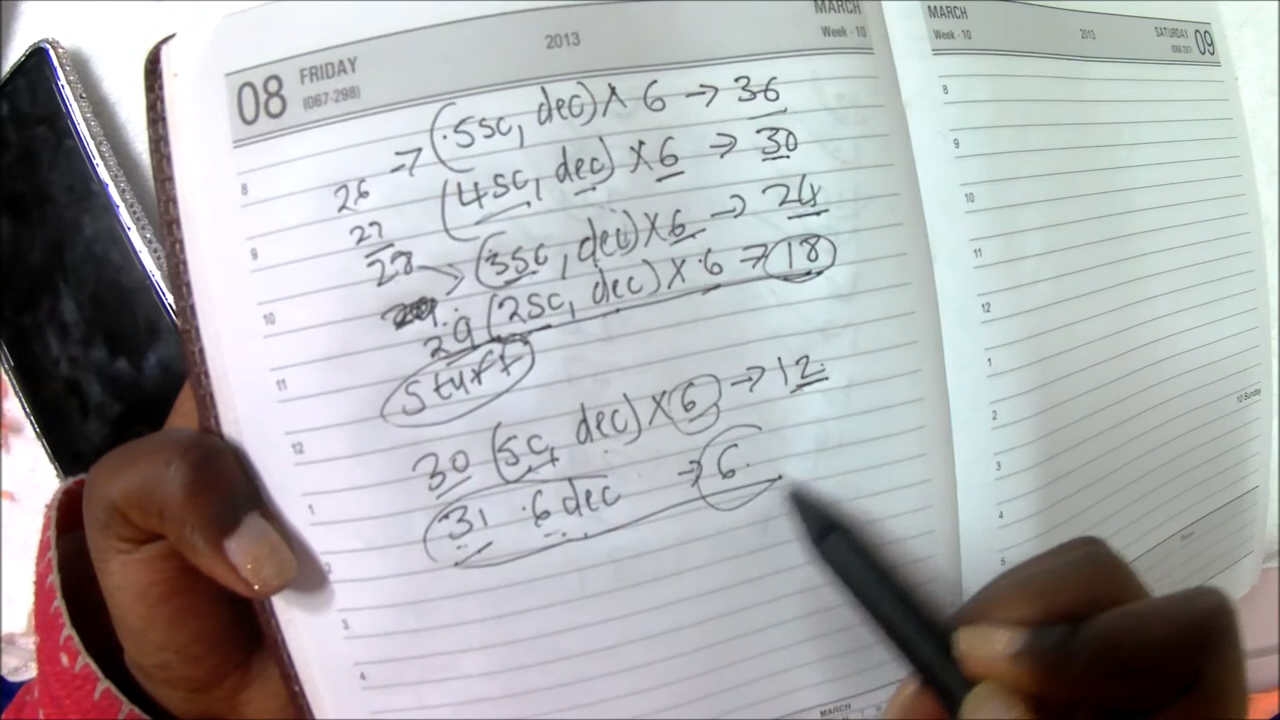 08 FRIDAY
(067-298)
2013
MARCH
Week - 10
26 → (5sc, dec) X 6 → 36
27 (4sc, dec) X 6 → 30
28 → (3sc, dec) X 6 → 24
29 (2sc, dec) X 6 → 18
Stuff
30 (sc, dec) X 6 → 12
31 6 dec → 6
8
9
10
11
12
1
2
3
4
MARCH
MARCH
Week - 10
2013
SATURDAY 09
8
9
10
11
12
1
2
3
4
5
10 Sunday